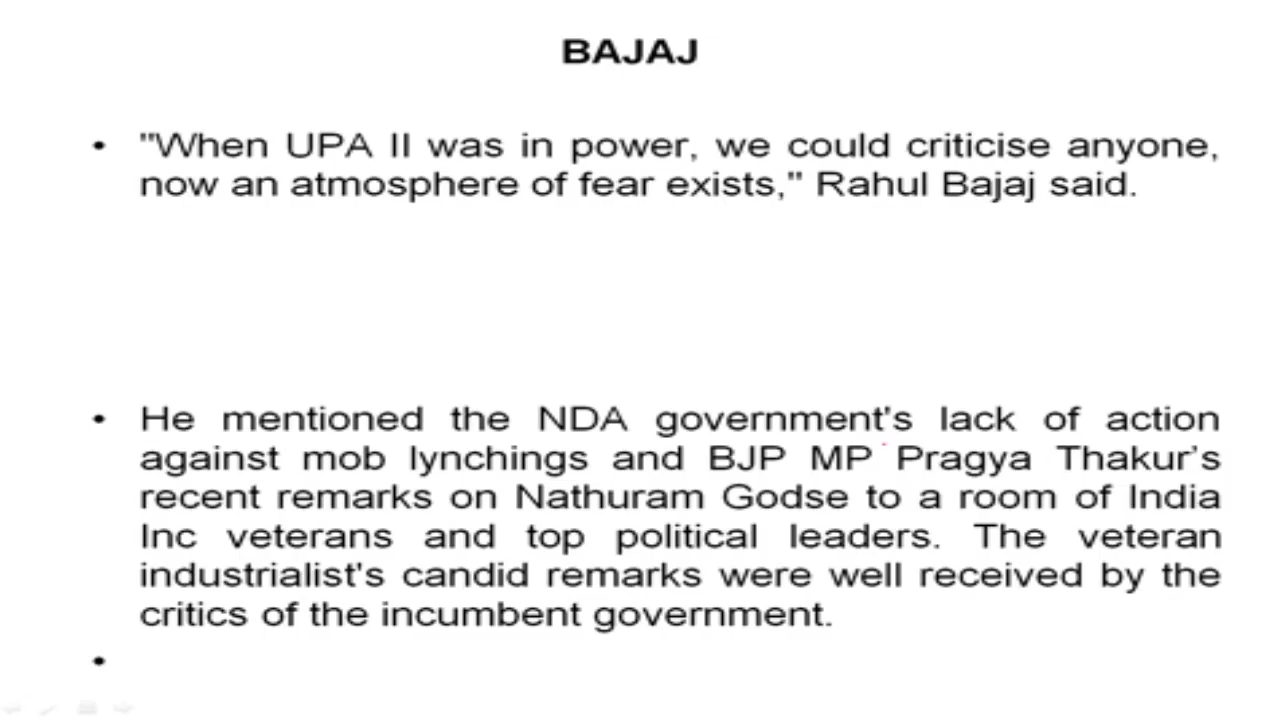 BAJAJ
• "When UPA II was in power, we could criticise anyone,
now an atmosphere of fear exists," Rahul Bajaj said.
• He mentioned the NDA government's lack of action
against mob lynchings and BJP MP Pragya Thakur’s
recent remarks on Nathuram Godse to a room of India
Inc veterans and top political leaders. The veteran
industrialist's candid remarks were well received by the
critics of the incumbent government.
•